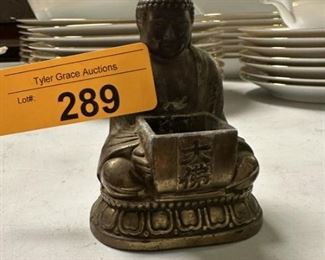 Tyler Grace Auctions
Lot#:
289
大
佛